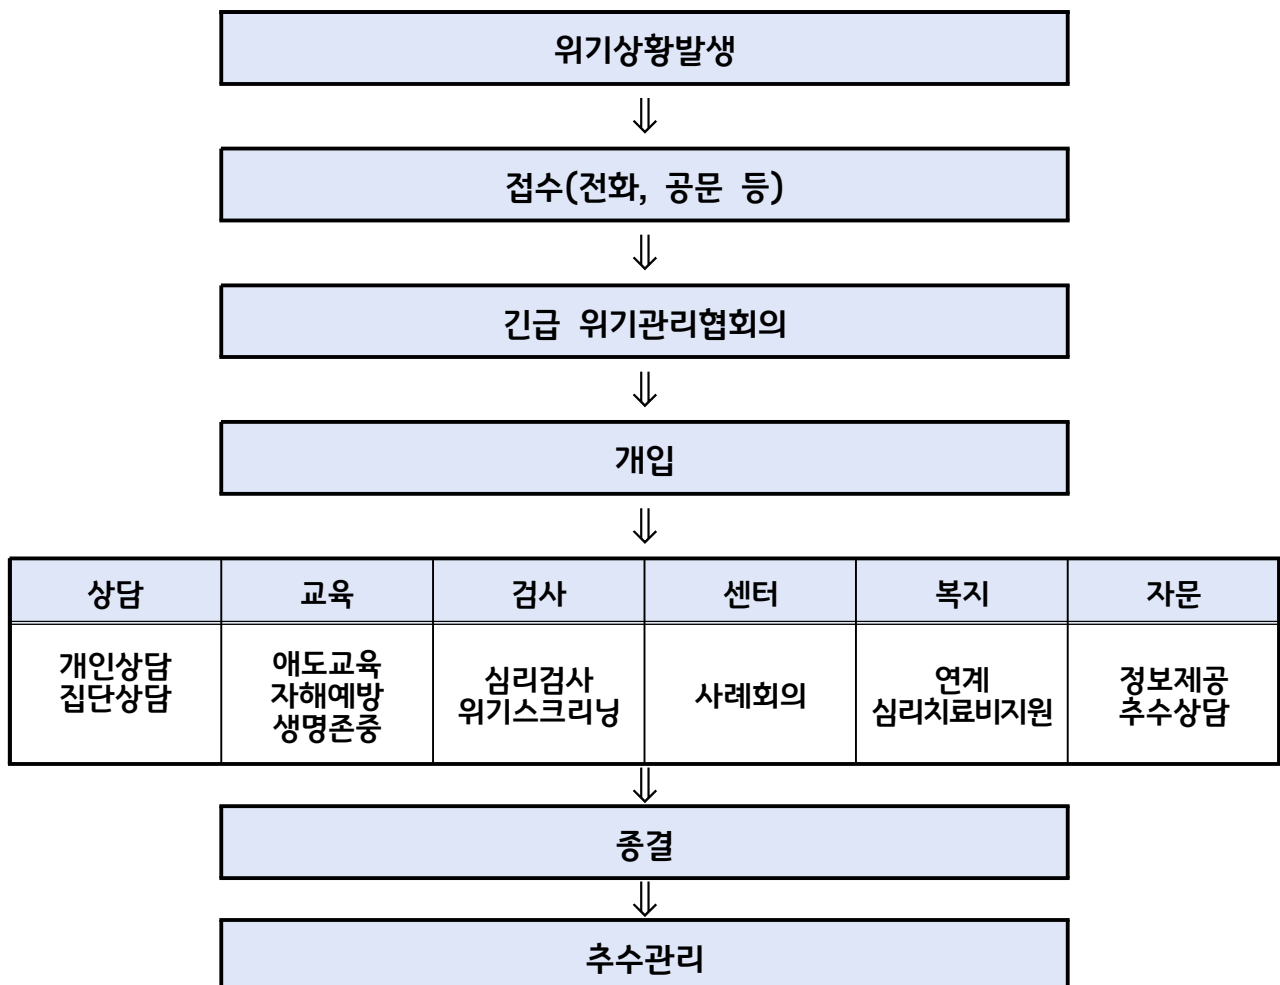 위기상황발생
⇓
접수(전화, 공문 등)
⇓
긴급 위기관리협회의
⇓
개입
⇓
상담 교육 검사 센터 복지 자문
개인상담
집단상담
애도교육
자해예방
생명존중
심리검사
위기스크리닝
사례회의
연계
심리치료비지원
정보제공
추수상담
⇓
종결
⇓
추수관리